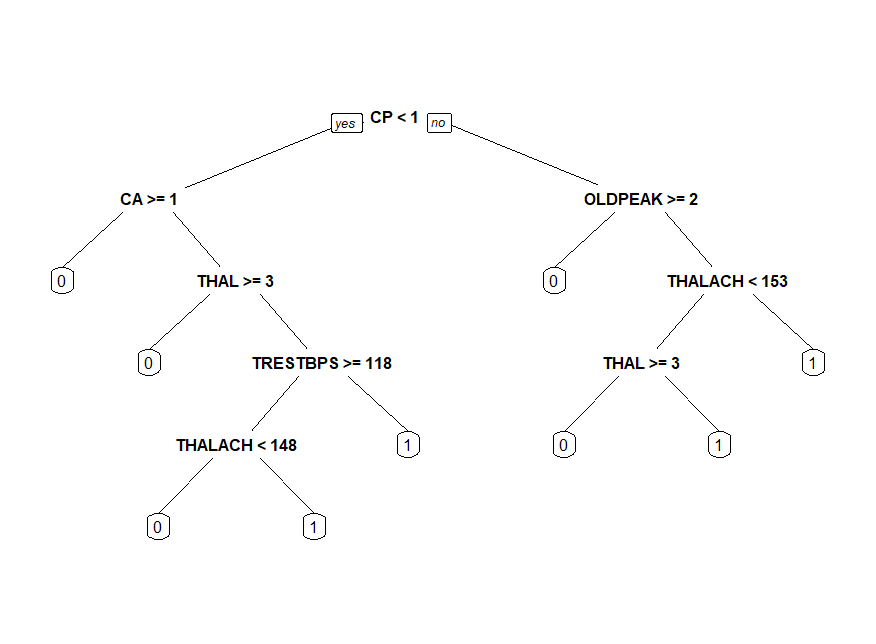 yes CP < 1 no
CA >= 1 OLDPEAK >= 2
0 THAL >= 3 0 THALACH < 153
0 TRESTBPS >= 118 THAL >= 3 1
THALACH < 148 1 0 1
0 1